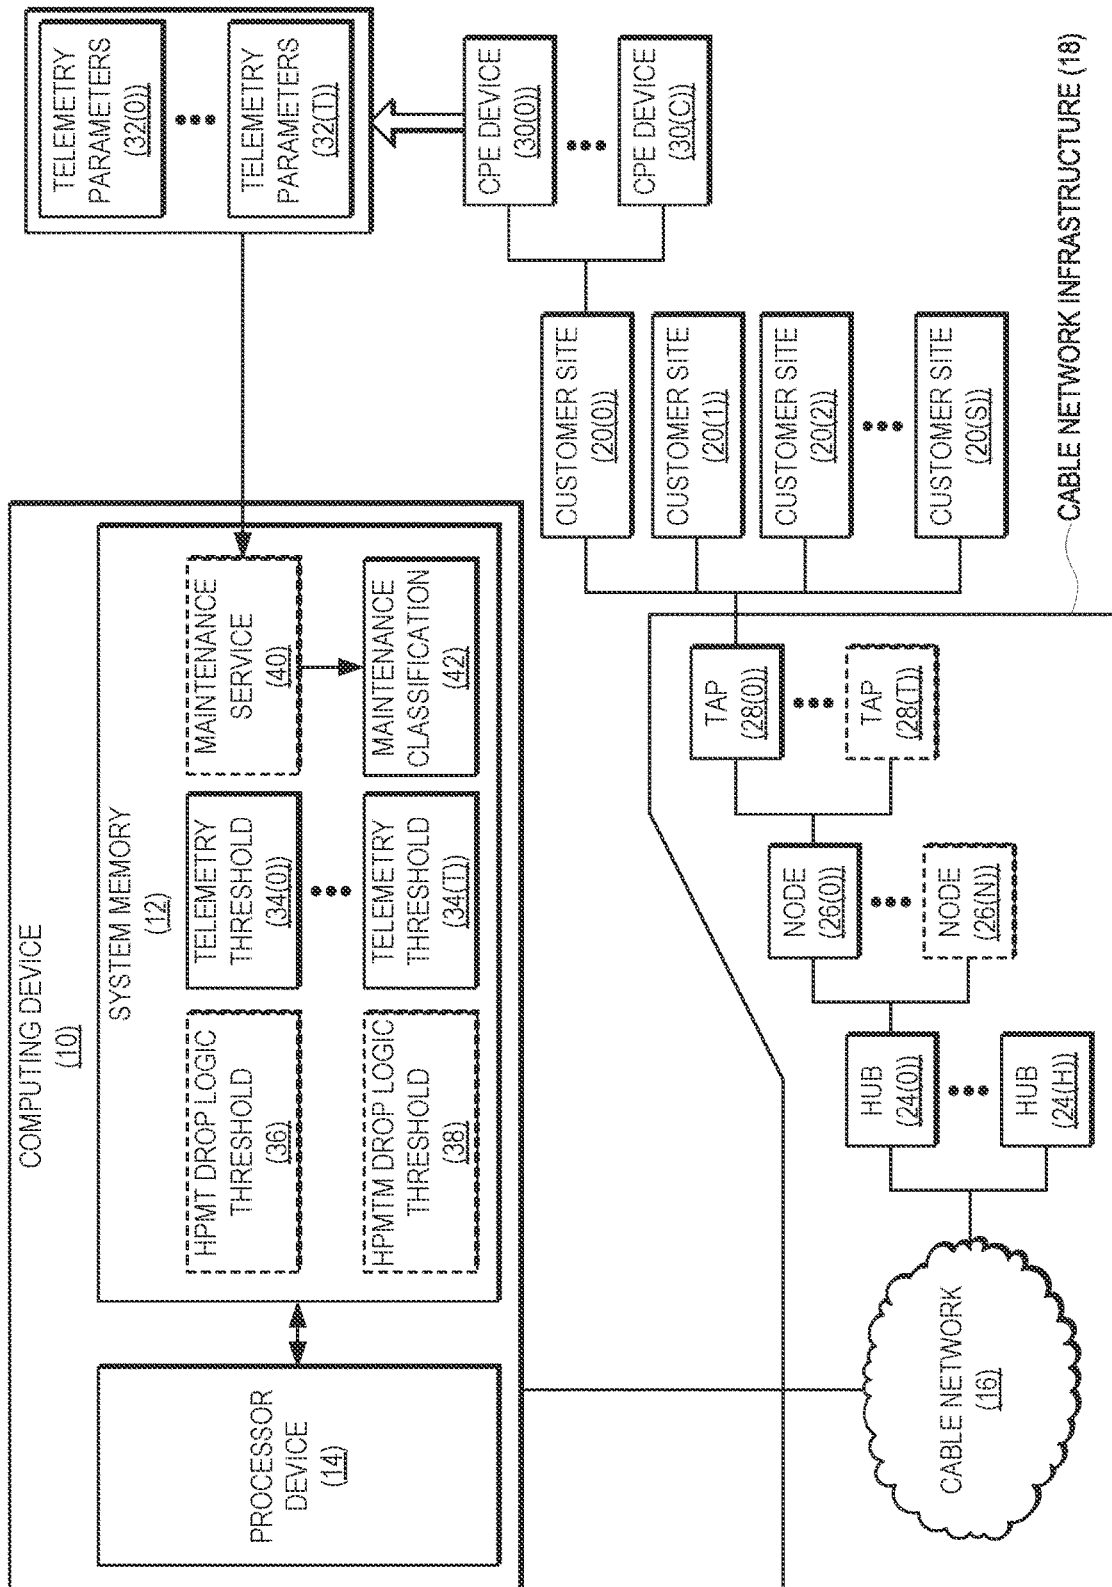 COMPUTING DEVICE
(10)
PROCESSOR
DEVICE
(14)
SYSTEM MEMORY
(12)
HPMT DROP LOGIC
THRESHOLD
(36)
TELEMETRY
THRESHOLD
(34(0))
MAINTENANCE
SERVICE
(40)
HPMTM DROP LOGIC
THRESHOLD
(38)
TELEMETRY
THRESHOLD
(34(T))
MAINTENANCE
CLASSIFICATION
(42)
TELEMETRY
PARAMETERS
(32(0))
TELEMETRY
PARAMETERS
(32(T))
CPE DEVICE
(30(0))
CPE DEVICE
(30(C))
CUSTOMER SITE
(20(0))
CUSTOMER SITE
(20(1))
CUSTOMER SITE
(20(2))
CUSTOMER SITE
(20(S))
TAP
(28(0))
TAP
(28(T))
NODE
(26(0))
NODE
(26(N))
HUB
(24(0))
HUB
(24(H))
CABLE NETWORK
(16)
CABLE NETWORK INFRASTRUCTURE (18)